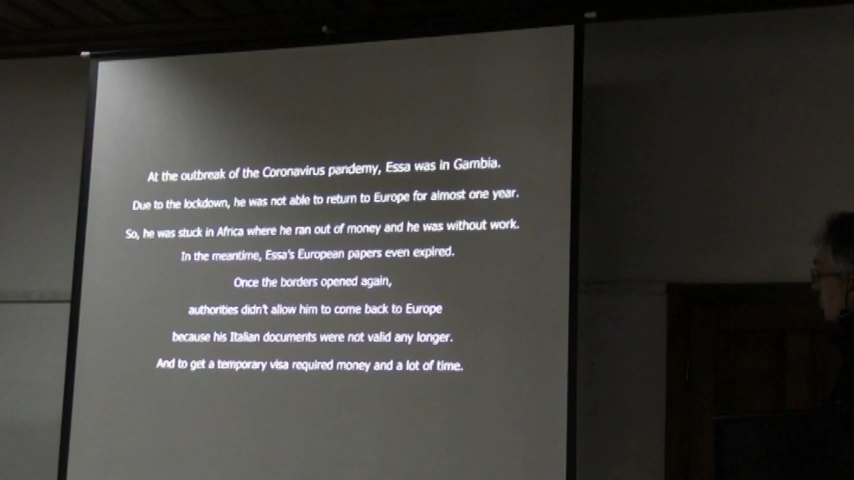 At the outbreak of the Coronavirus pandemy, Essa was in Gambia.
Due to the lockdown, he was not able to return to Europe for almost one year.
So, he was stuck in Africa where he ran out of money and he was without work.
In the meantime, Essa's European papers even expired.
Once the borders opened again,
authorities didn't allow him to come back to Europe
because his Italian documents were not valid any longer.
And to get a temporary visa required money and a lot of time.